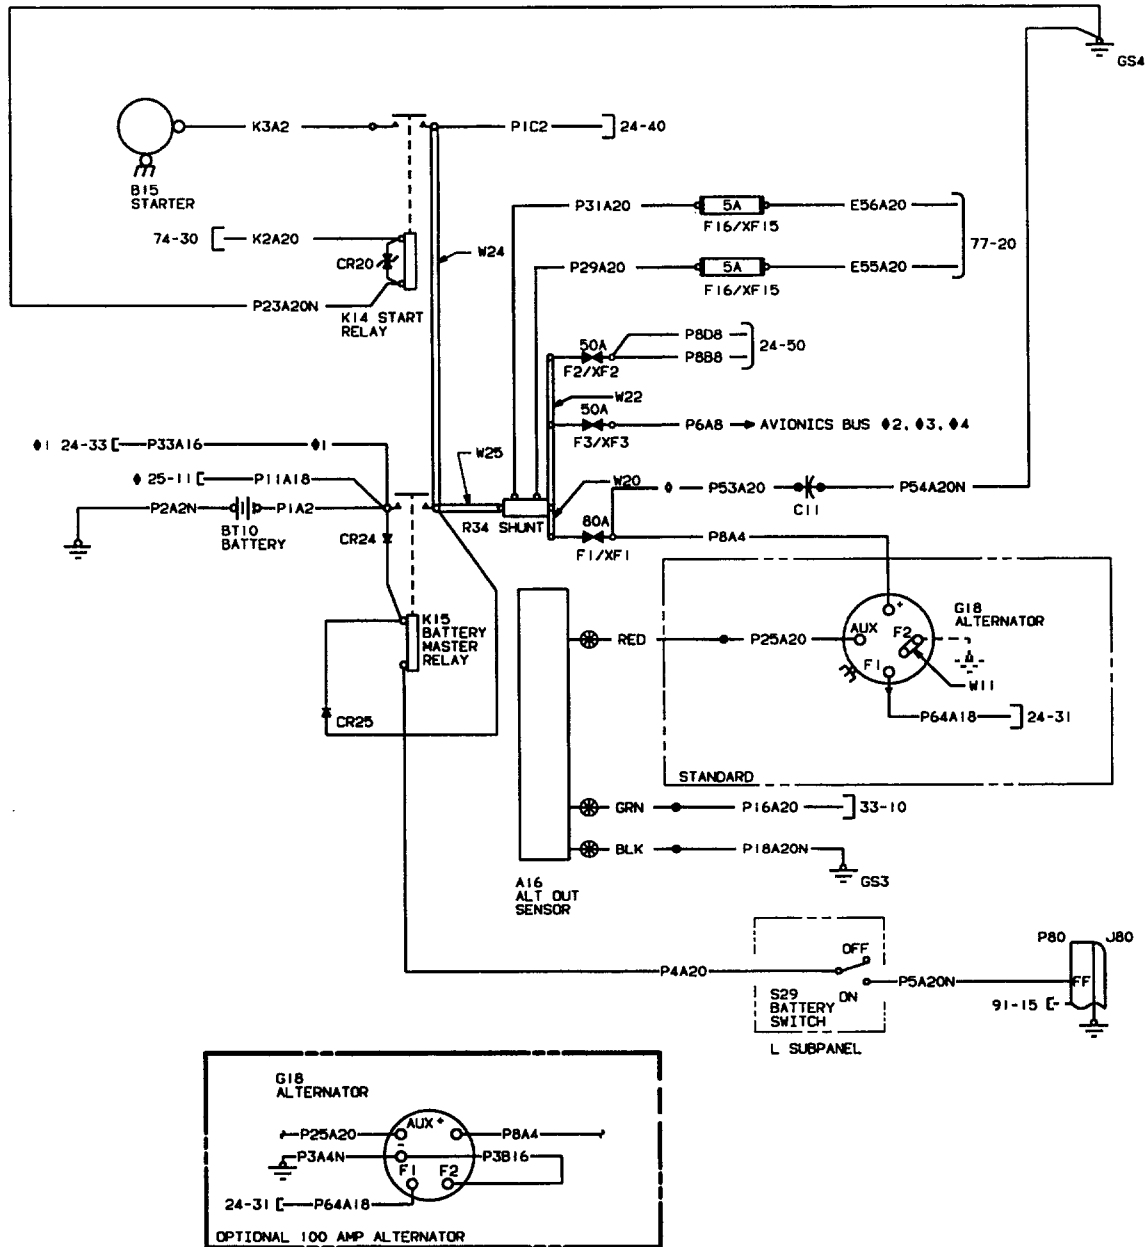 GS4
K3A2
P1C2
24-40
B15
STARTER
P31A20
5A
E56A20
F16/XF15
74-30
K2A20
77-20
W24
CR20
P29A20
5A
E55A20
F16/XF15
P23A20N
K14 START
RELAY
P8D8
50A
24-50
P8B8
F2/XF2
W22
50A
P6A8
AVIONICS BUS ♦2, ♦3, ♦4
F3/XF3
♦1 24-33
P33A16
♦1
W25
♦ 25-11
P11A18
W20
P53A20
P54A20N
P2A2N
P1A2
C11
BT10
BATTERY
R34 SHUNT
80A
P8A4
CR24
F1/XF1
K15
BATTERY
MASTER
RELAY
G18
ALTERNATOR
+
AUX
F2
RED
P25A20
F1
W11
CR25
P64A18
24-31
STANDARD
GRN
P16A20
33-10
BLK
P18A20N
GS3
A16
ALT OUT
SENSOR
P80
J80
OFF
P4A20
P5A20N
FF
ON
S29
BATTERY
SWITCH
91-15
L SUBPANEL
G18
ALTERNATOR
AUX +
P25A20
P8A4
-
P3A4N
P3B16
F1 F2
24-31
P64A18
OPTIONAL 100 AMP ALTERNATOR